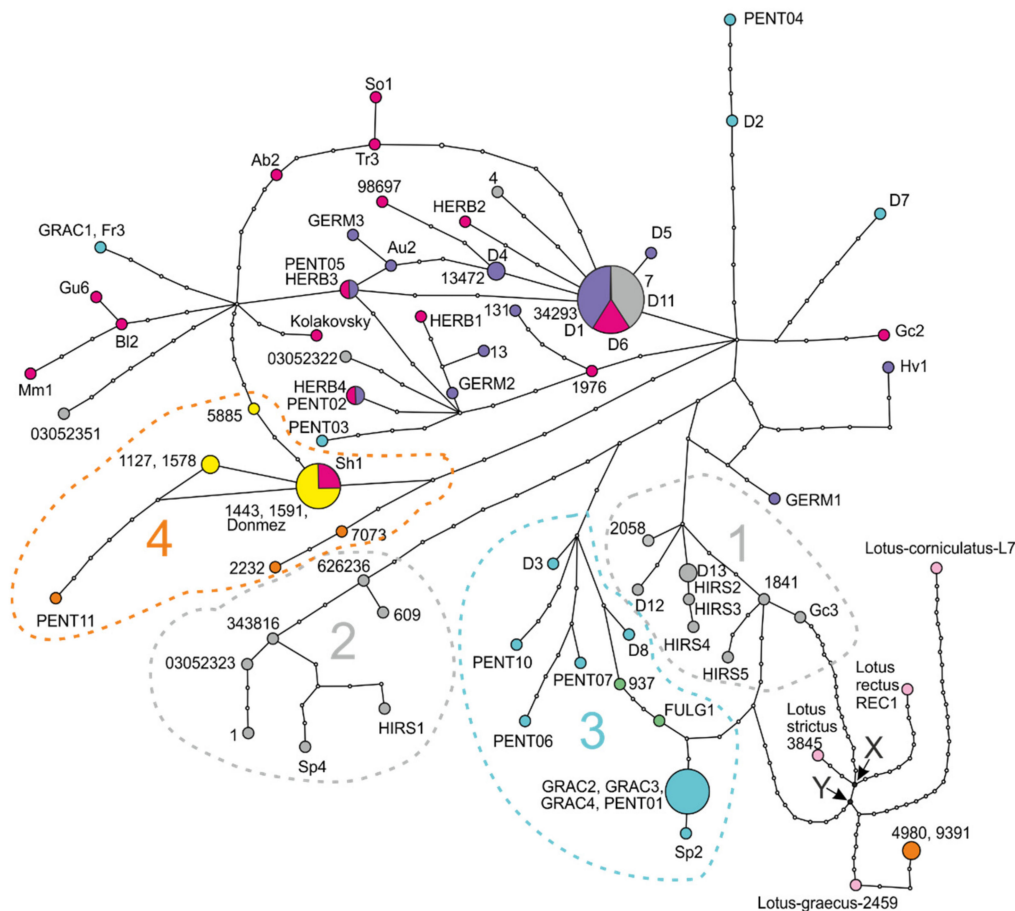 PENT04
So1
D2
Ab2
Tr3
4
98697
HERB2
D7
GERM3
D5
GRAC1, Fr3
Au2
D4
PENT05
HERB3
13472
7
D11
Gu6
34293
131
D1
D6
Kolakovsky
HERB1
Gc2
Bl2
03052322
13
Hv1
Mm1
HERB4
PENT02
GERM2
1976
03052351
5885
PENT03
1127, 1578
Sh1
GERM1
1443, 1591,
Donmez
4
7073
2058
1
Lotus-corniculatus-L7
2232
626236
D3
D13
HIRS2
1841
PENT11
609
D12
HIRS3
Gc3
343816
2
D8
HIRS4
03052323
PENT10
HIRS5
PENT07
937
Lotus
rectus
REC1
HIRS1
Lotus
strictus
3845
1
PENT06
3
FULG1
X
Sp4
Y
GRAC2, GRAC3,
GRAC4, PENT01
4980, 9391
Sp2
Lotus-graecus-2459